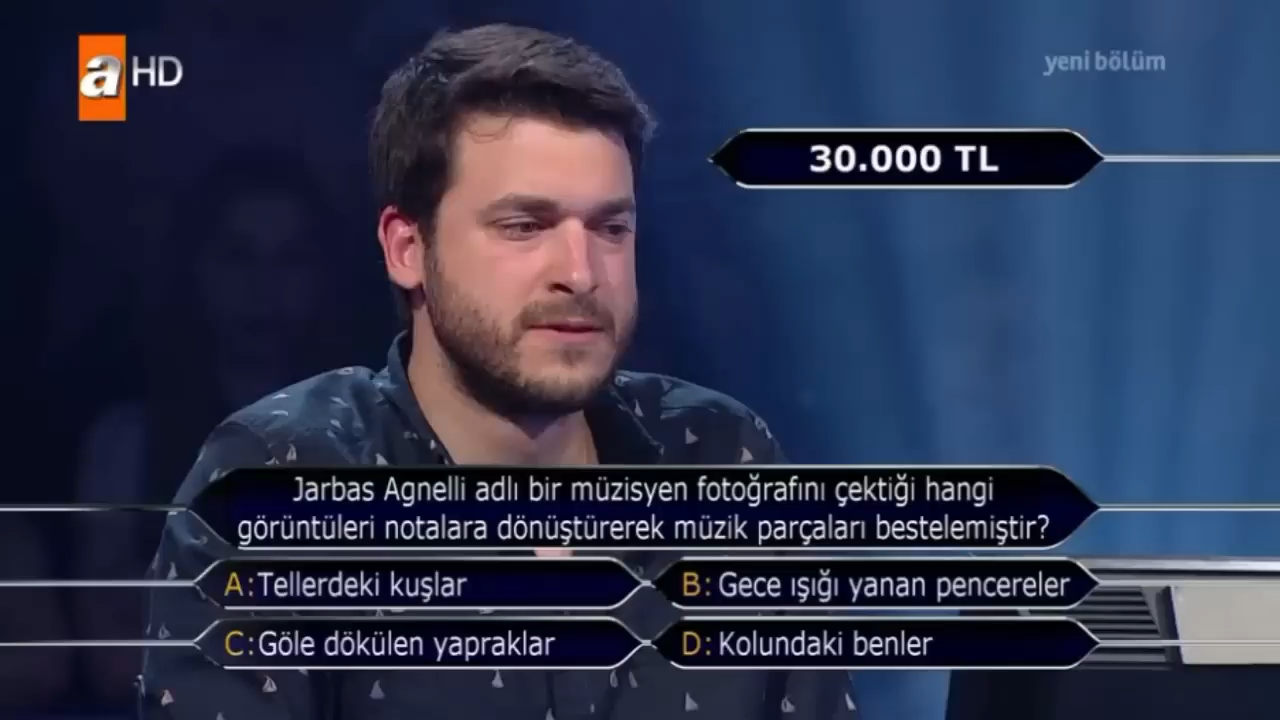 a HD
yeni bölüm
30.000 TL
Jarbas Agnelli adlı bir müzisyen fotoğrafını çektiği hangi
görüntüleri notalara dönüştürerek müzik parçaları bestelemiştir?
A: Tellerdeki kuşlar
B: Gece ışığı yanan pencereler
C: Göle dökülen yapraklar
D: Kolundaki benler